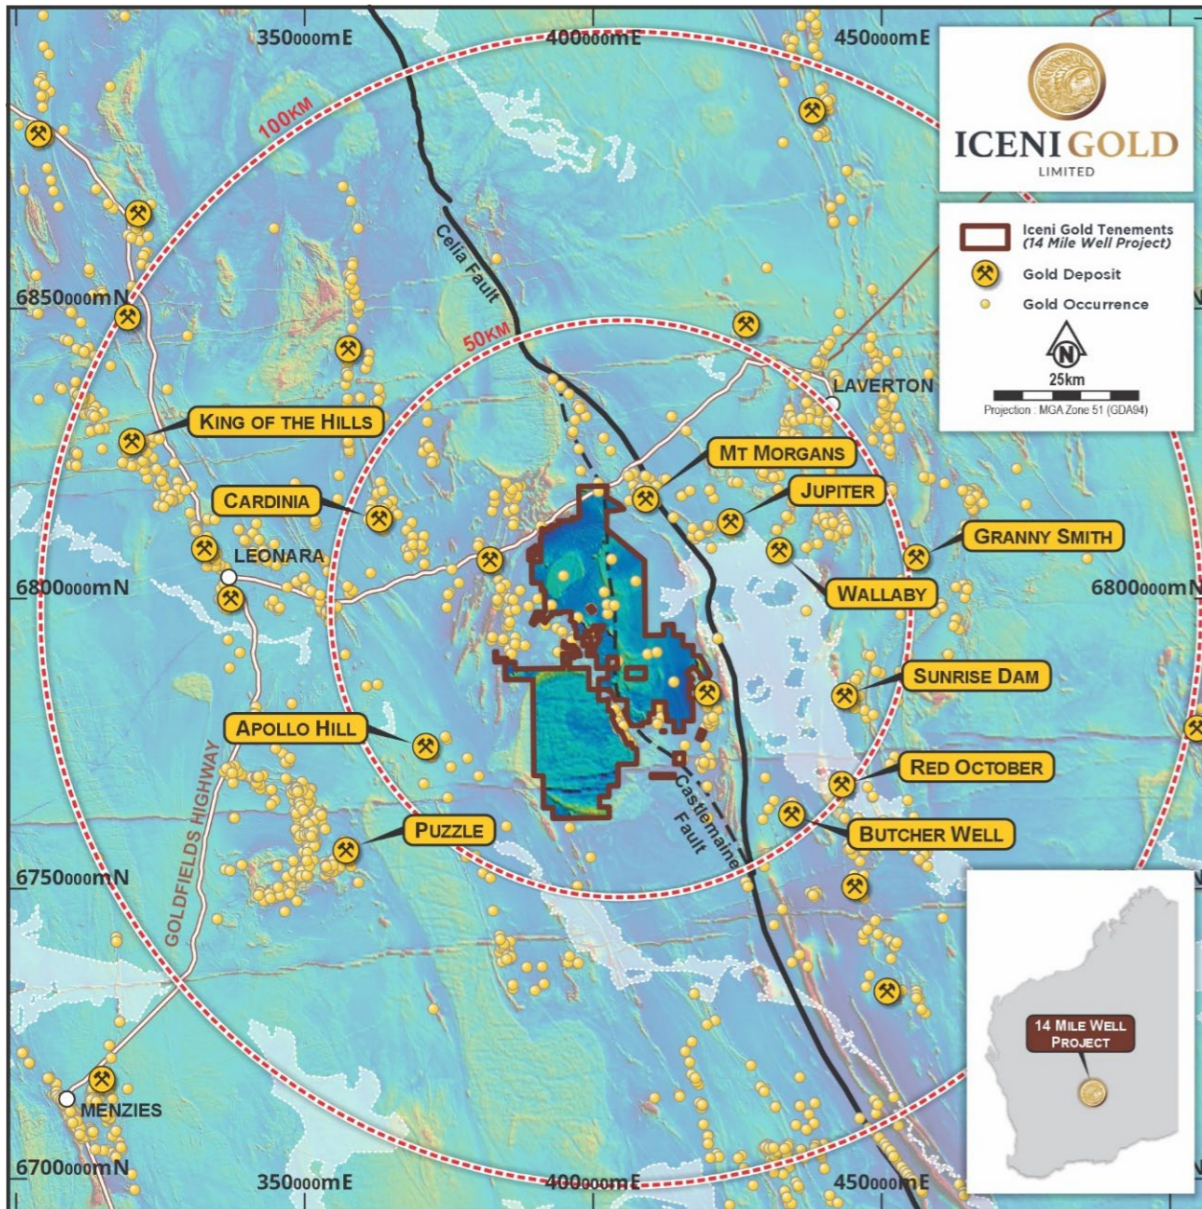 350000mE
400000mE
450000mE
ICENI GOLD
LIMITED
Iceni Gold Tenements
(14 Mile Well Project)
Gold Deposit
Gold Occurrence
N
25km
Projection : MGA Zone 51 (GDA94)
100KM
Celia Fault
6850000mN
50KM
LAVERTON
KING OF THE HILLS
MT MORGANS
CARDINIA
JUPITER
GRANNY SMITH
LEONARA
WALLABY
6800000mN
6800000mN
SUNRISE DAM
APOLLO HILL
RED OCTOBER
PUZZLE
BUTCHER WELL
Castlemaine
Fault
GOLDFIELDS HIGHWAY
6750000mN
14 MILE WELL
PROJECT
MENZIES
6700000mN
350000mE
400000mE
450000mE